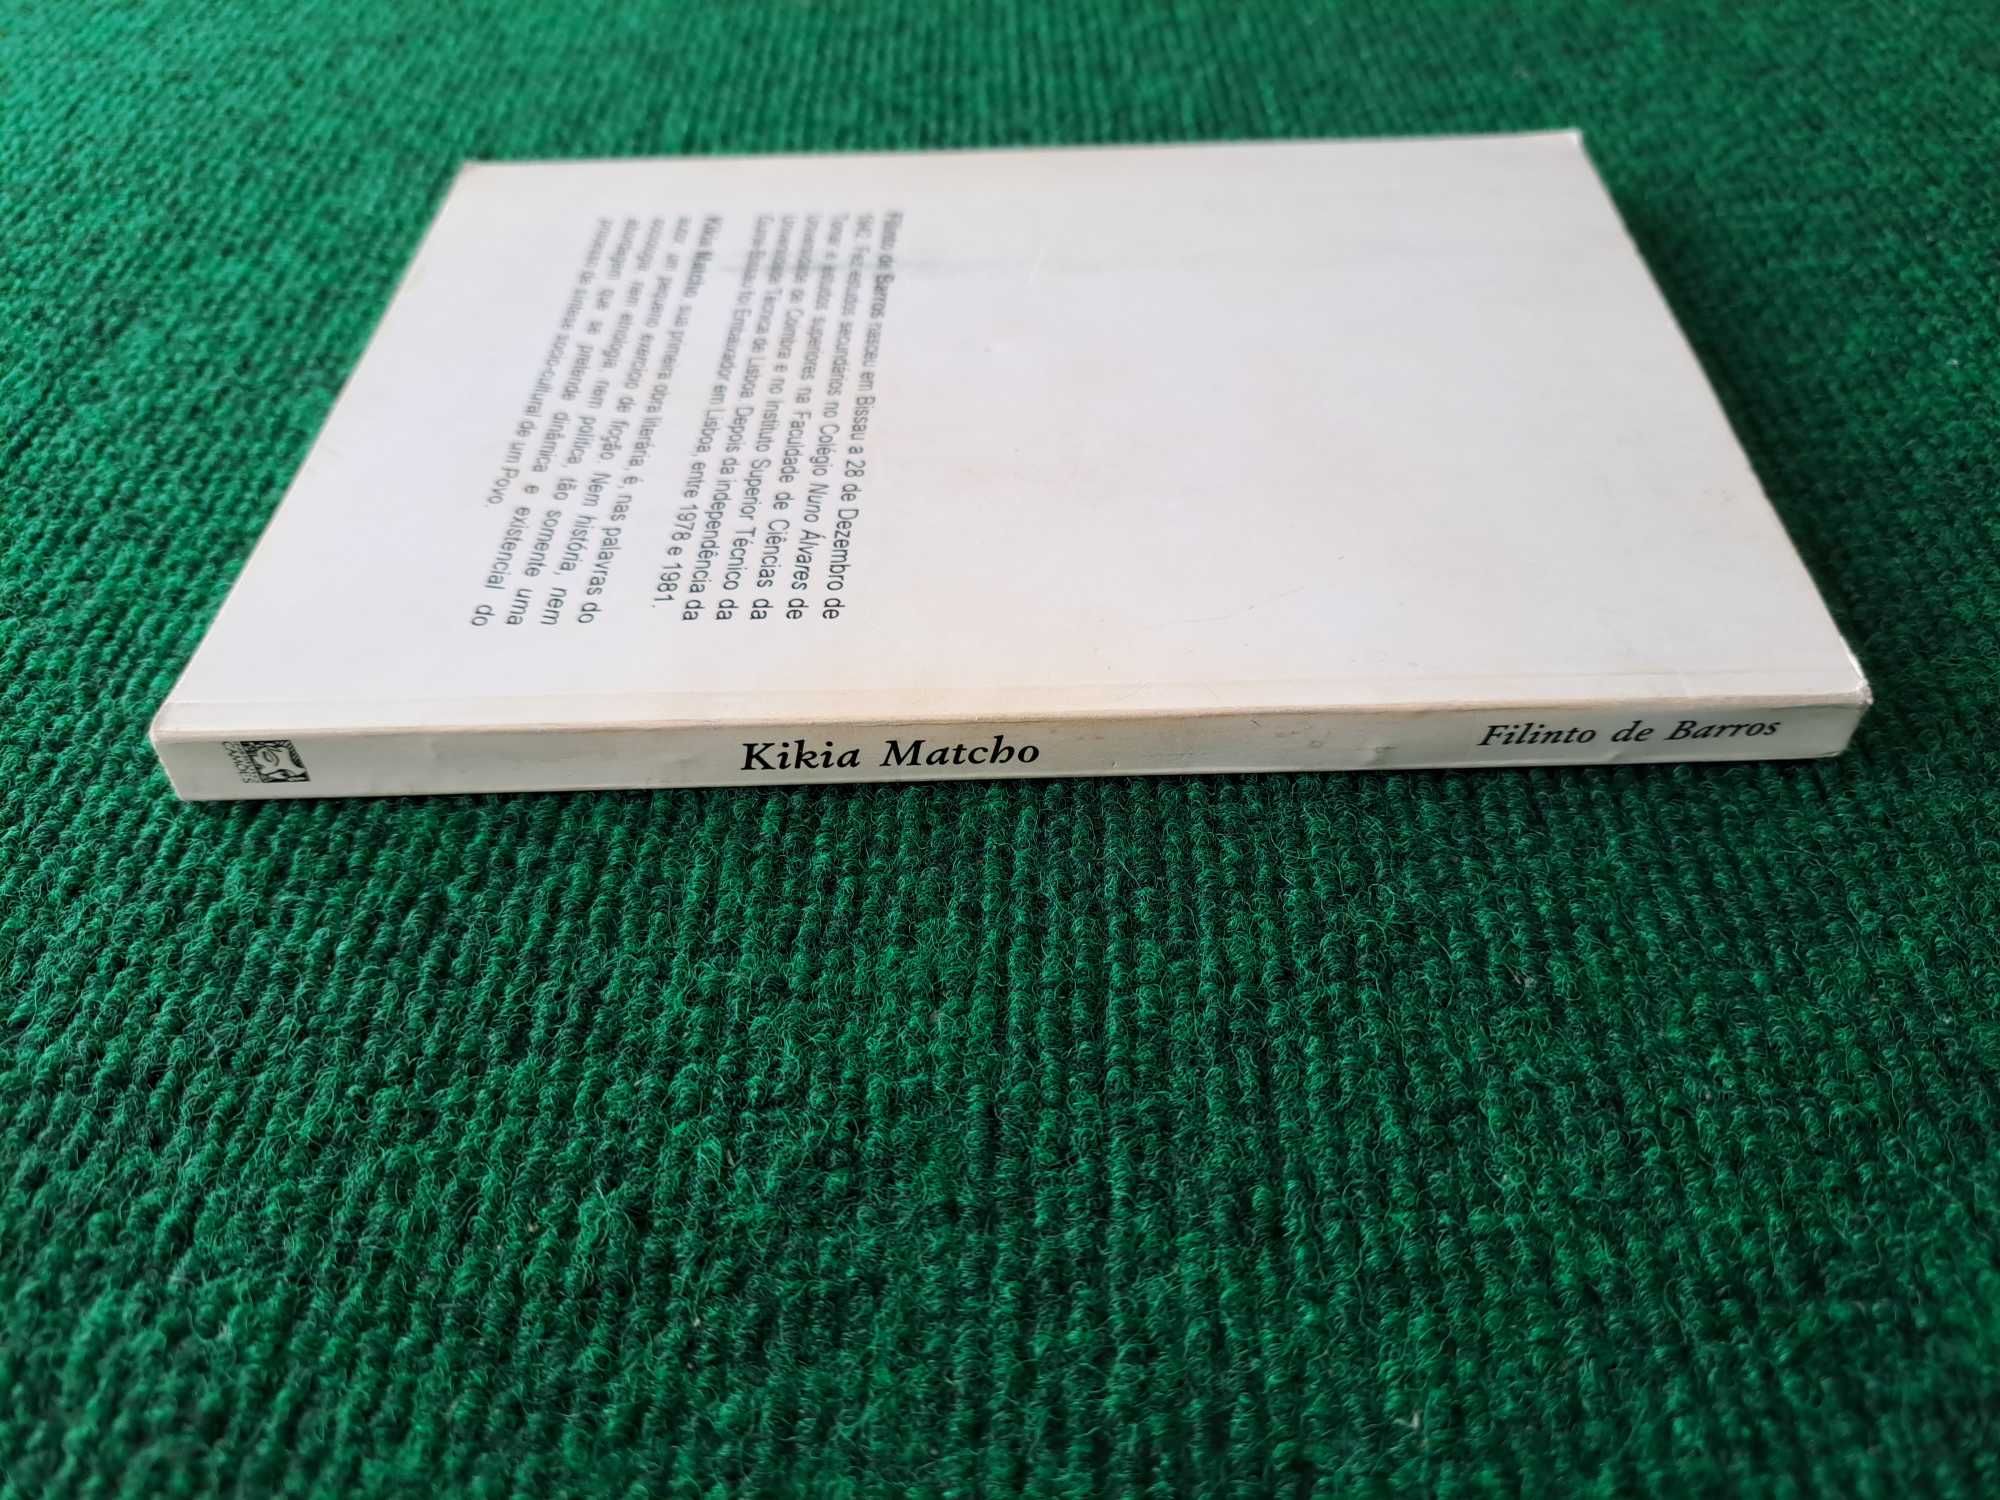 Filinto de Barros nasceu em Bissau a 28 de Dezembro de
1942. Fez estudos secundários no Colégio Nuno Álvares de
Tomar e estudos superiores na Faculdade de Ciências da
Universidade de Coimbra e no Instituto Superior Técnico da
Universidade Técnica de Lisboa. Depois da independência da
Guiné-Bissau foi Embaixador em Lisboa, entre 1978 e 1981.
Kikia Matcho, sua primeira obra literária, é, nas palavras do
autor, um pequeno exercício de ficção. Nem história, nem
sociologia, nem etnologia, nem política, tão somente uma
abordagem que se pretende dinâmica e existencial do
processo de síntese sócio-cultural de um Povo.
CAMÕES
Kikia Matcho
Filinto de Barros